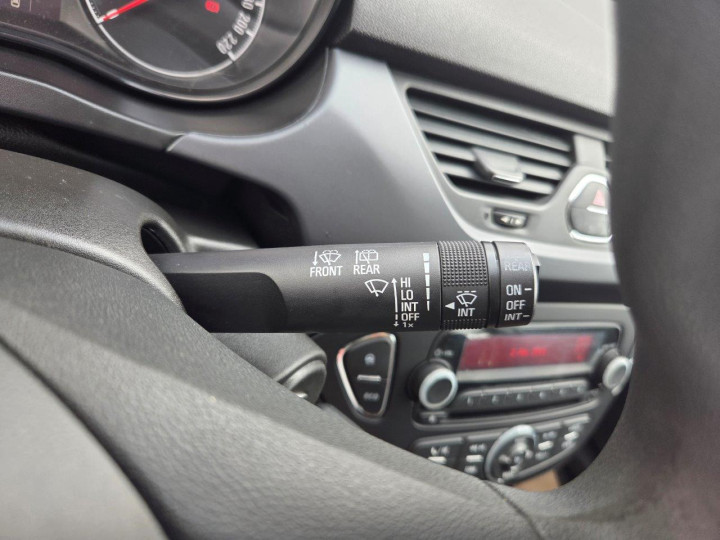 200
220
FRONT REAR
HI
LO
INT
OFF
1x
INT
REAR
ON
OFF
INT